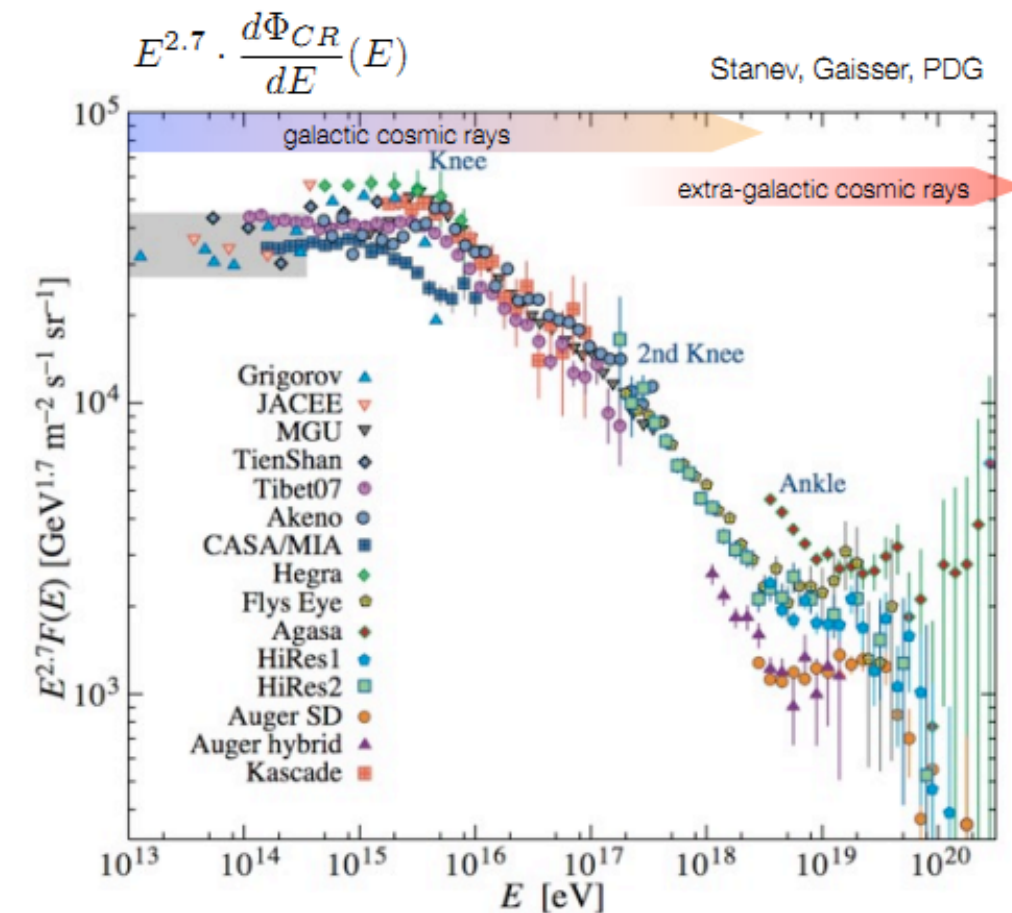 E^{2.7} · dΦ_{CR}/dE (E)
Stanev, Gaisser, PDG
10^5
galactic cosmic rays
Knee
extra-galactic cosmic rays
E^{2.7}F(E) [GeV^{1.7} m^{−2} s^{−1} sr^{−1}]
2nd Knee
Grigorov
JACEE
10^4
MGU
TienShan
Tibet07
Akeno
Ankle
CASA/MIA
Hegra
Flys Eye
Agasa
HiRes1
HiRes2
10^3
Auger SD
Auger hybrid
Kascade
10^{13} 10^{14} 10^{15} 10^{16} 10^{17} 10^{18} 10^{19} 10^{20}
E [eV]